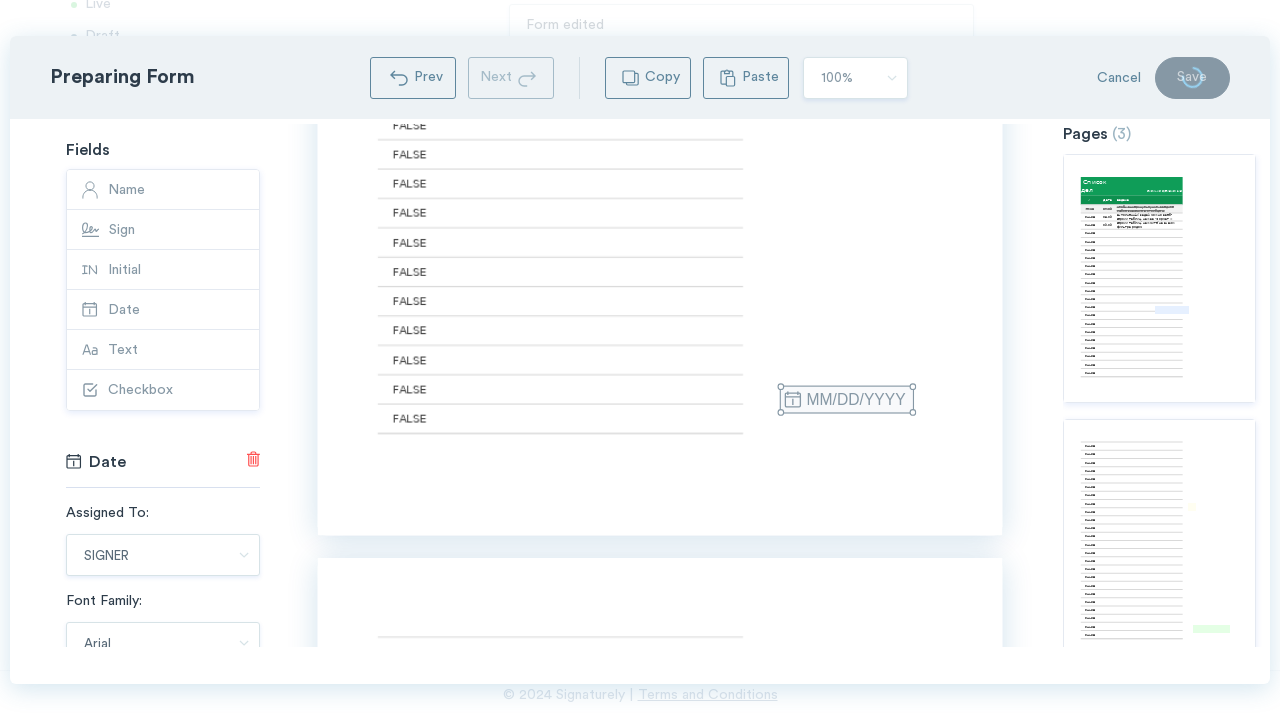 Live
Form edited
Draft
Preparing Form
Prev
Next
Copy
Paste
100%
Cancel
Save
Fields
Name
Sign
Initial
Date
Text
Checkbox
Date
Assigned To:
SIGNER
Font Family:
Arial
FALSE
FALSE
FALSE
FALSE
FALSE
FALSE
FALSE
FALSE
FALSE
FALSE
FALSE
MM/DD/YYYY
Pages (3)
Список
дел
© 2024 Signaturely | Terms and Conditions